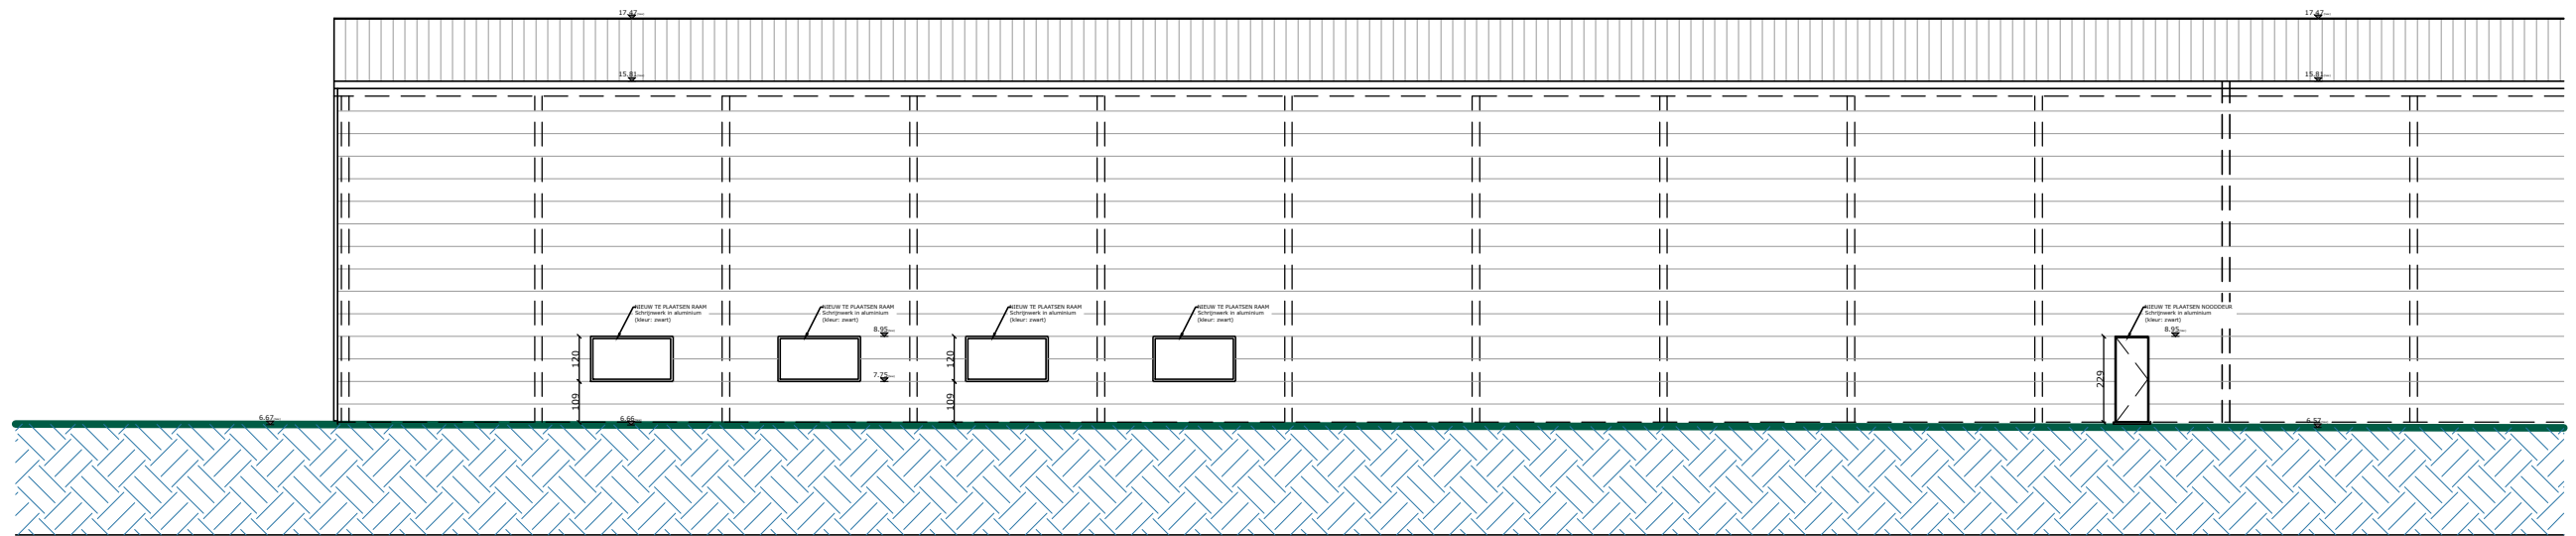 17.47
17.47
15.81
15.81
NIEUW TE PLAATSEN RAAM
Schrijnwerk in aluminium
(kleur: zwart)
NIEUW TE PLAATSEN RAAM
Schrijnwerk in aluminium
(kleur: zwart)
NIEUW TE PLAATSEN RAAM
Schrijnwerk in aluminium
(kleur: zwart)
NIEUW TE PLAATSEN RAAM
Schrijnwerk in aluminium
(kleur: zwart)
NIEUW TE PLAATSEN NOODDEUR
Schrijnwerk in aluminium
(kleur: zwart)
8.95
8.95
120
120
7.75
229
109
109
6.67
6.66
6.57